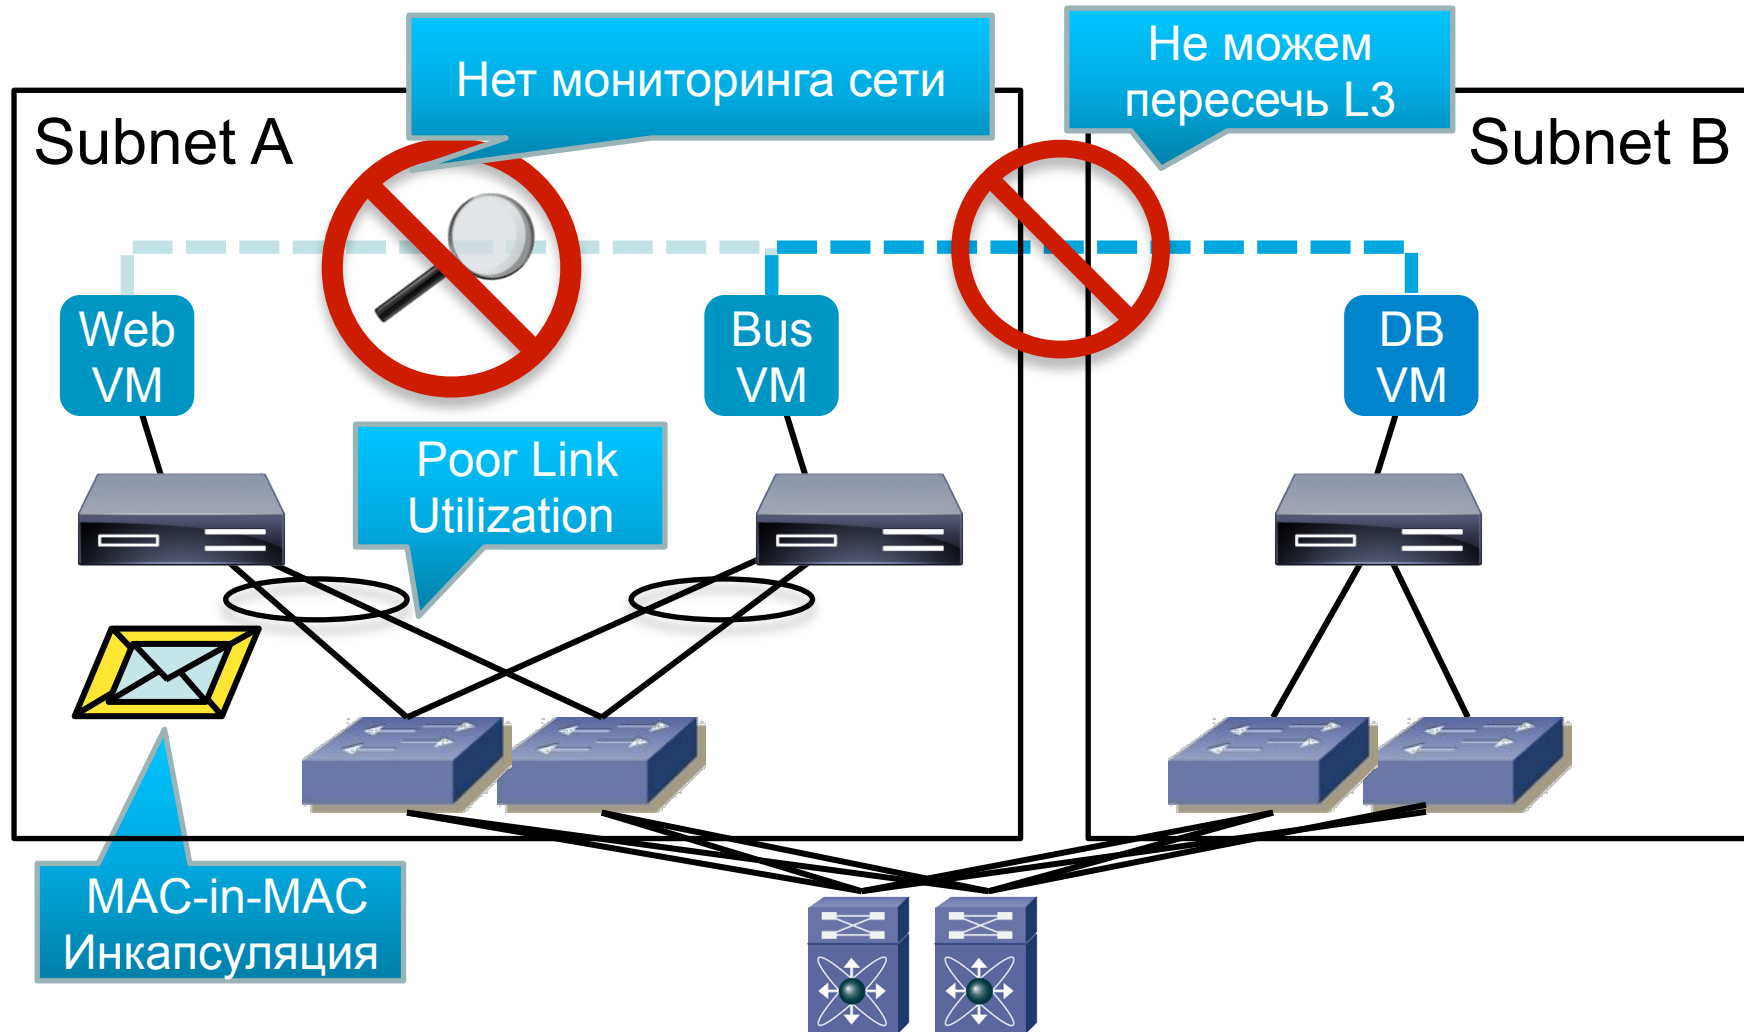 Нет мониторинга сети
Не можем
пересечь L3
Subnet A
Subnet B
Web
VM
Bus
VM
DB
VM
Poor Link
Utilization
MAC-in-MAC
Инкапсуляция